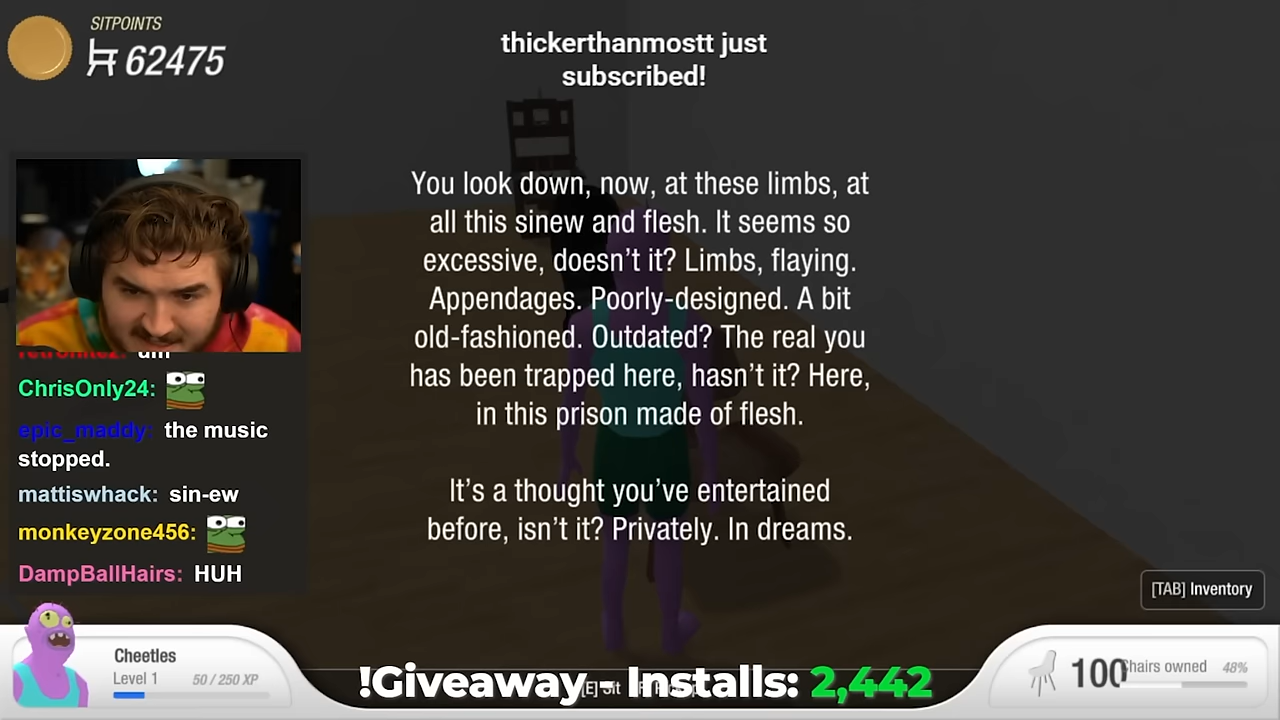 SITPOINTS
62475
thickerthanmostt just
subscribed!
You look down, now, at these limbs, at
all this sinew and flesh. It seems so
excessive, doesn't it? Limbs, flaying.
Appendages. Poorly-designed. A bit
old-fashioned. Outdated? The real you
has been trapped here, hasn't it? Here,
in this prison made of flesh.
It's a thought you've entertained
before, isn't it? Privately. In dreams.
ChrisOnly24:
epic_maddy: the music
stopped.
mattiswhack: sin-ew
monkeyzone456:
DampBallHairs: HUH
[TAB] Inventory
Cheetles
Level 1
50 / 250 XP
!Giveaway - Installs: 2,442
[E] Sit
100
Chairs owned
48%